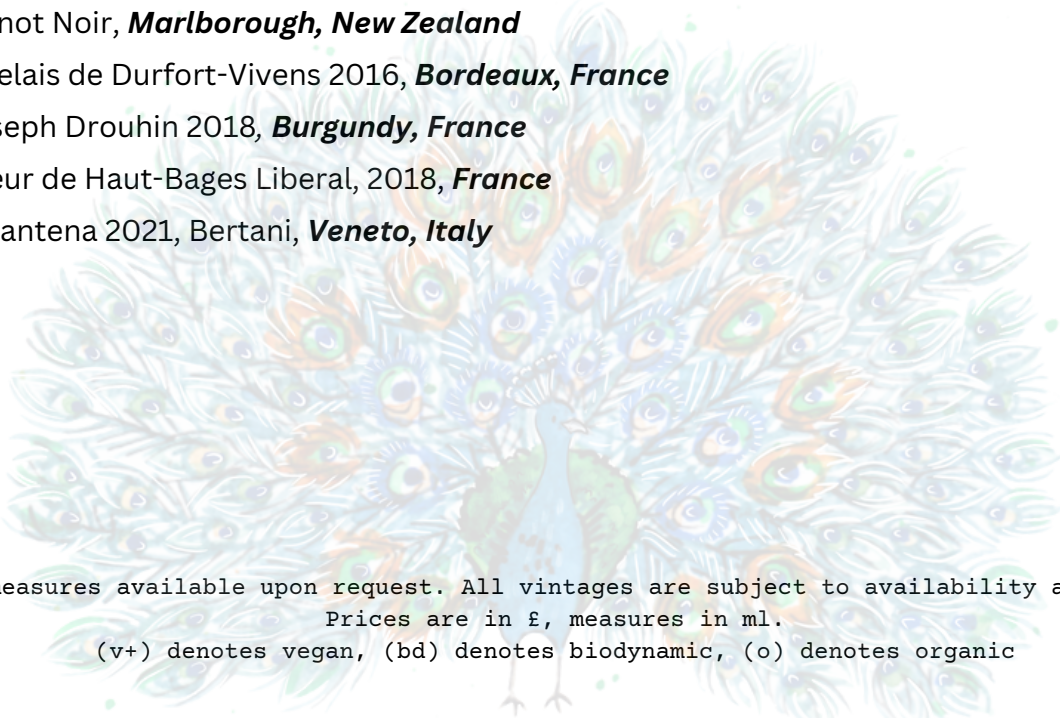 not Noir, Marlborough, New Zealand
elais de Durfort-Vivens 2016, Bordeaux, France
seph Drouhin 2018, Burgundy, France
eur de Haut-Bages Liberal, 2018, France
antena 2021, Bertani, Veneto, Italy
easures available upon request. All vintages are subject to availability a
Prices are in £, measures in ml.
(v+) denotes vegan, (bd) denotes biodynamic, (o) denotes organic